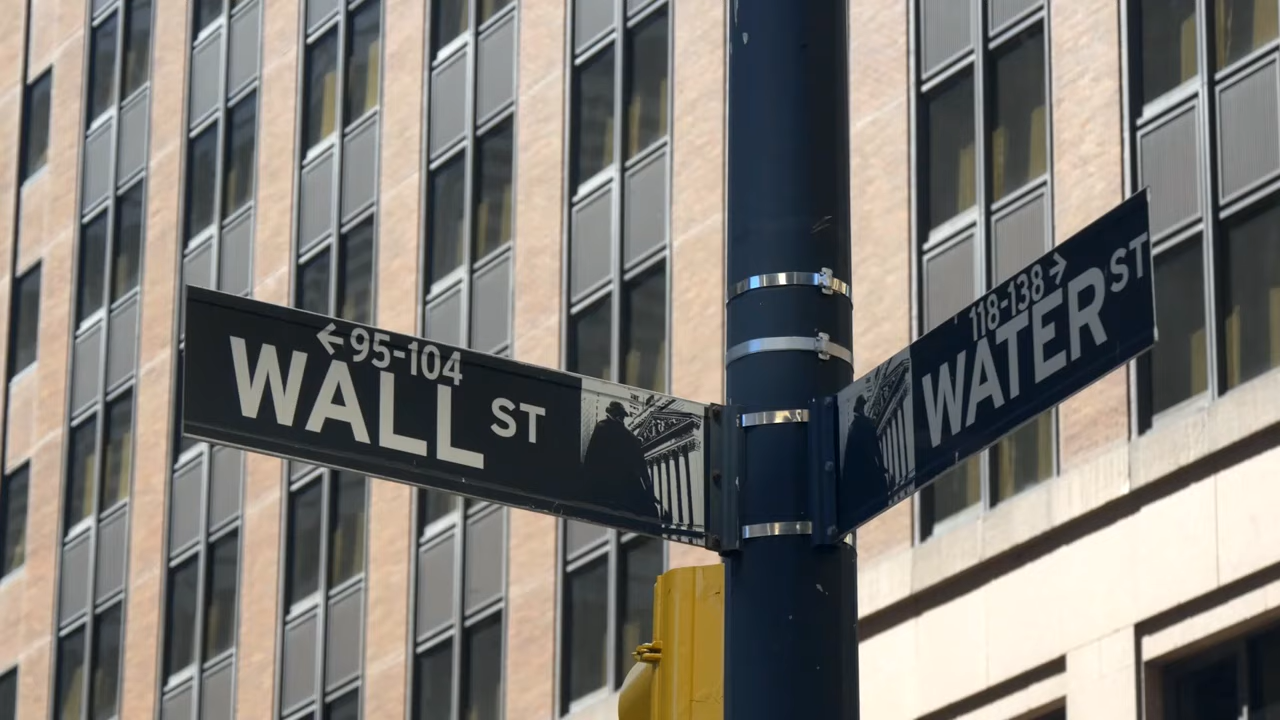 ←95-104
WALL ST
118-138→
WATER ST